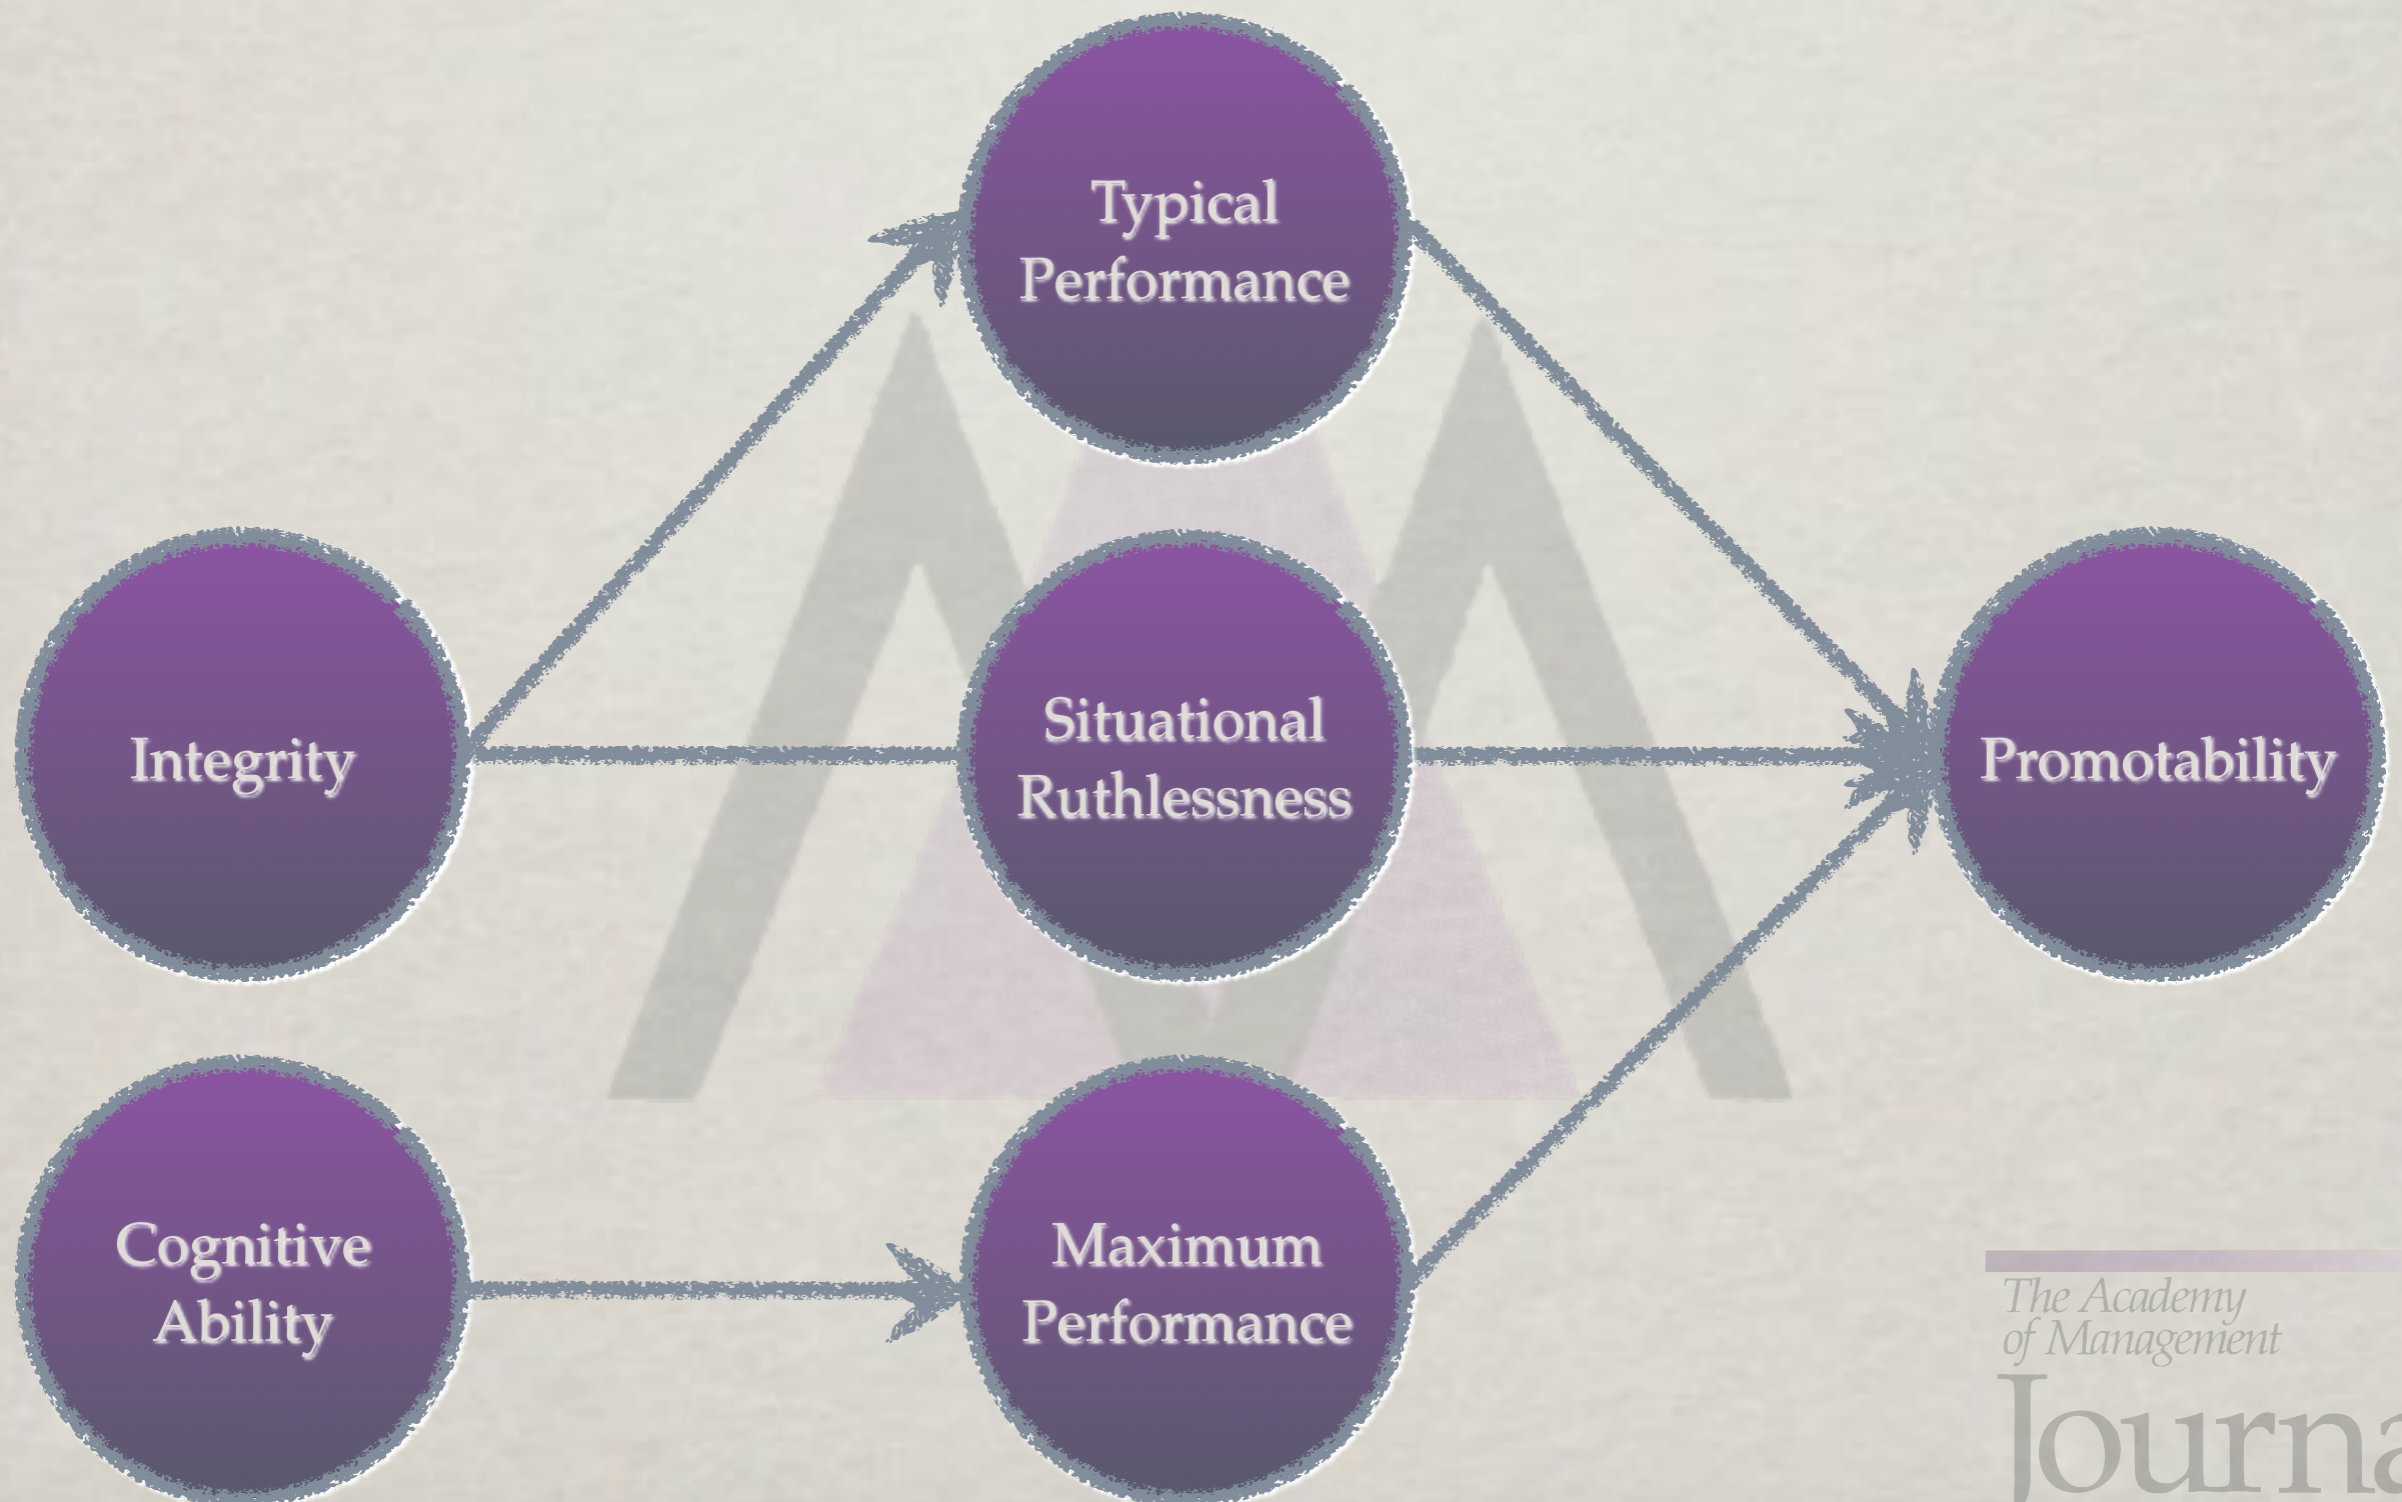 Typical
Performance
Integrity
Situational
Ruthlessness
Promotability
Cognitive
Ability
Maximum
Performance
The Academy
of Management
Journa